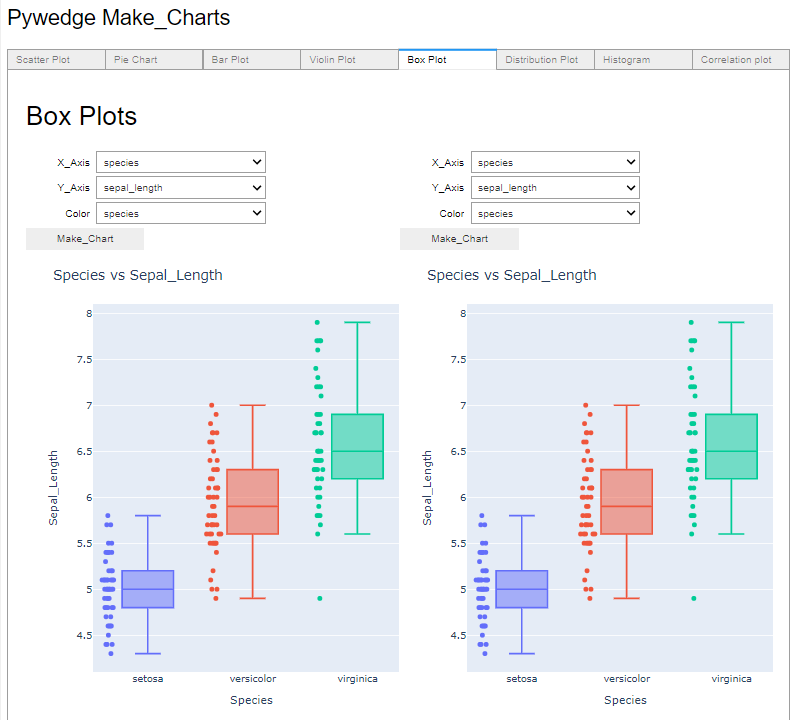 Pywedge Make_Charts
Scatter Plot Pie Chart Bar Plot Violin Plot Box Plot Distribution Plot Histogram Correlation plot
Box Plots
X_Axis species X_Axis species
Y_Axis sepal_length Y_Axis sepal_length
Color species Color species
Make_Chart Make_Chart
Species vs Sepal_Length Species vs Sepal_Length
8 8
7.5 7.5
7 7
6.5 6.5
Sepal_Length Sepal_Length
6 6
5.5 5.5
5 5
4.5 4.5
setosa versicolor virginica setosa versicolor virginica
Species Species